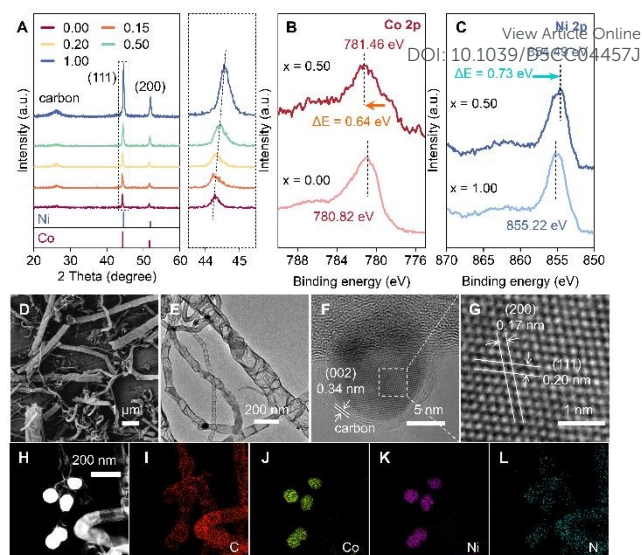 View Article Online
DOI: 10.1039/D5CC04457J
A
0.00
0.15
0.20
0.50
1.00
(111)
(200)
carbon
Intensity (a.u.)
Ni
Co
20 30 40 50 60
2 Theta (degree)
44 45
B
Co 2p
781.46 eV
x = 0.50
ΔE = 0.64 eV
x = 0.00
780.82 eV
Intensity (a.u.)
788 784 780 776
Binding energy (eV)
C
Ni 2p
854.49 eV
ΔE = 0.73 eV
x = 0.50
x = 1.00
855.22 eV
Intensity (a.u.)
870 865 860 855 850
Binding energy (eV)
D
1 μm
E
200 nm
F
(002)
0.34 nm
carbon
5 nm
G
(200)
0.17 nm
(111)
0.20 nm
1 nm
H
200 nm
I
C
J
Co
K
Ni
L
N